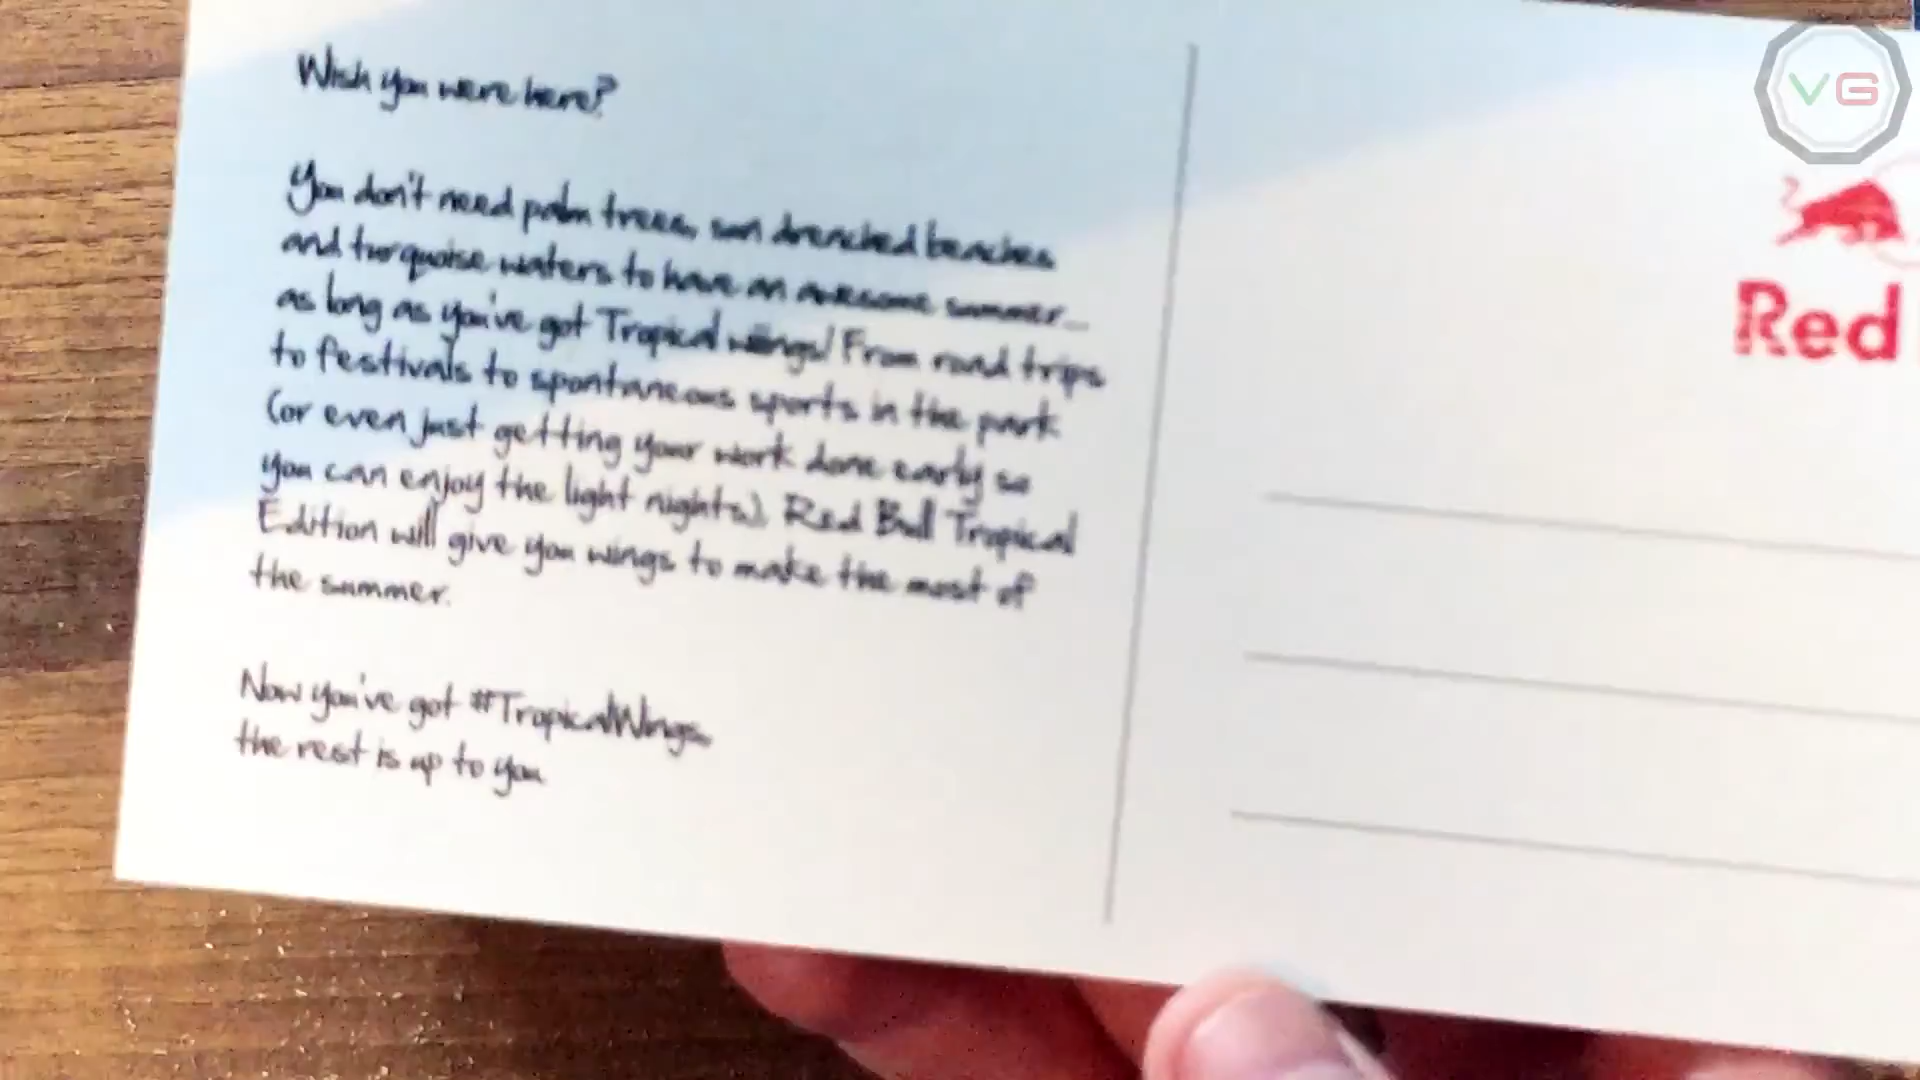 Wish you were here?
You don't need palm trees, sun drenched beaches
and turquoise waters to have an awesome summer...
as long as you've got Tropical wiiings! From road trips
to festivals to spontaneous sports in the park
(or even just getting your work done early so
you can enjoy the light nights), Red Bull Tropical
Edition will give you wings to make the most of
the summer.
Now you've got #TropicalWings,
the rest is up to you
VG
Red